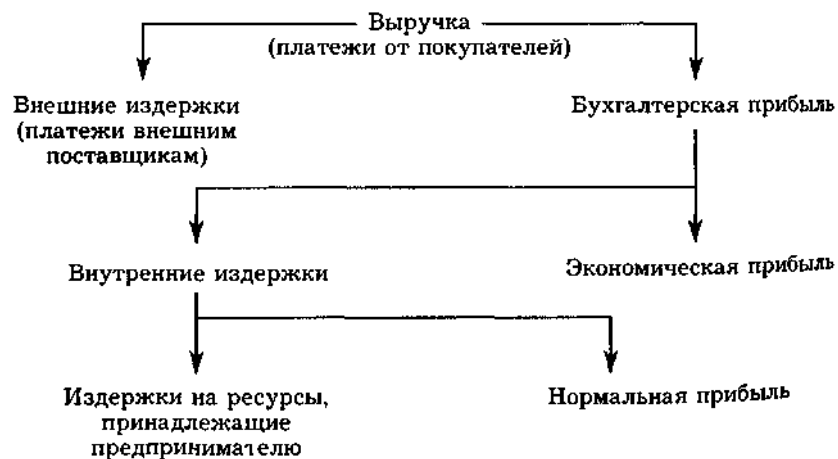 Выручка
(платежи от покупателей)
Внешние издержки
(платежи внешним
поставщикам)
Бухгалтерская прибыль
Внутренние издержки
Экономическая прибыль
Издержки на ресурсы,
принадлежащие
предпринимателю
Нормальная прибыль